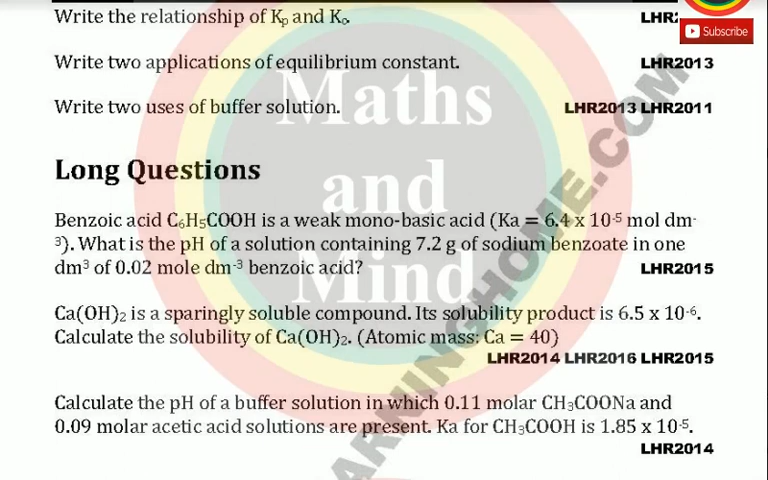 Write the relationship of Kp and Kc. LHR2
Subscribe
Write two applications of equilibrium constant. LHR2013
Write two uses of buffer solution. LHR2013 LHR2011
Maths
and
Mind
ARNINGHOME.COM
Long Questions
Benzoic acid C₆H₅COOH is a weak mono-basic acid (Ka = 6.4 x 10⁻⁵ mol dm⁻
³). What is the pH of a solution containing 7.2 g of sodium benzoate in one
dm³ of 0.02 mole dm⁻³ benzoic acid? LHR2015
Ca(OH)₂ is a sparingly soluble compound. Its solubility product is 6.5 x 10⁻⁶.
Calculate the solubility of Ca(OH)₂. (Atomic mass: Ca = 40)
LHR2014 LHR2016 LHR2015
Calculate the pH of a buffer solution in which 0.11 molar CH₃COONa and
0.09 molar acetic acid solutions are present. Ka for CH₃COOH is 1.85 x 10⁻⁵.
LHR2014